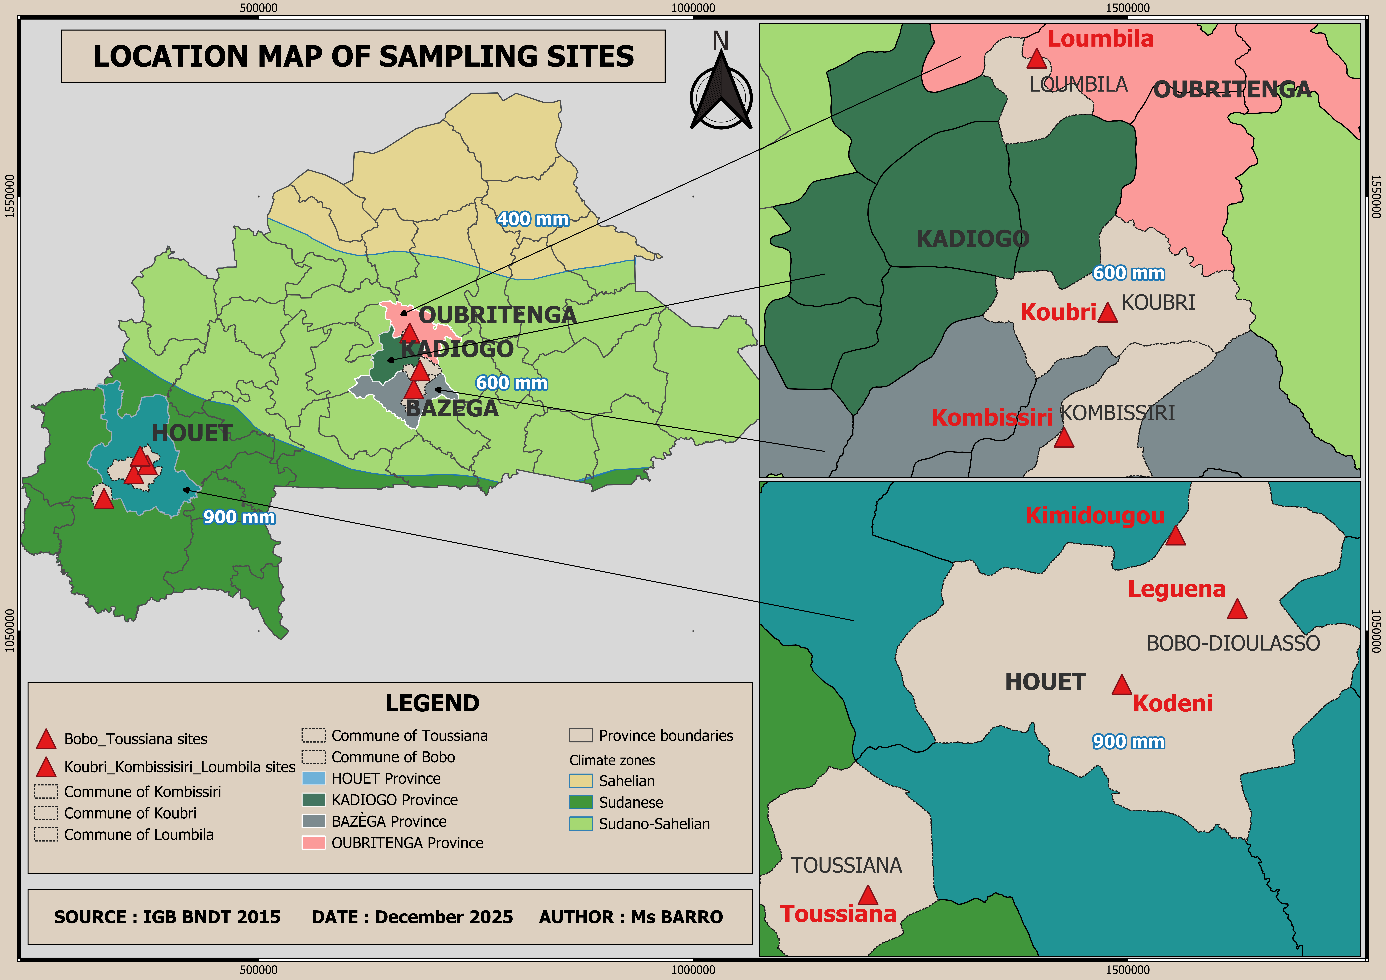 500000
1000000
1500000
LOCATION MAP OF SAMPLING SITES
N
Loumbila
LOUMBILA
OUBRITENGA
1550000
1550000
400 mm
KADIOGO
600 mm
Koubri
KOUBRI
OUBRITENGA
KADIOGO
600 mm
BAZEGA
Kombissiri
KOMBISSIRI
HOUET
900 mm
Kimidougou
Leguena
BOBO-DIOULASSO
1050000
1050000
HOUET
Kodeni
900 mm
TOUSSIANA
Toussiana
LEGEND
Bobo_Toussiana sites
Koubri_Kombissisiri_Loumbila sites
Commune of Kombissiri
Commune of Koubri
Commune of Loumbila
Commune of Toussiana
Commune of Bobo
HOUET Province
KADIOGO Province
BAZÈGA Province
OUBRITENGA Province
Province boundaries
Climate zones
Sahelian
Sudanese
Sudano-Sahelian
SOURCE : IGB BNDT 2015 DATE : December 2025 AUTHOR : Ms BARRO
500000
1000000
1500000